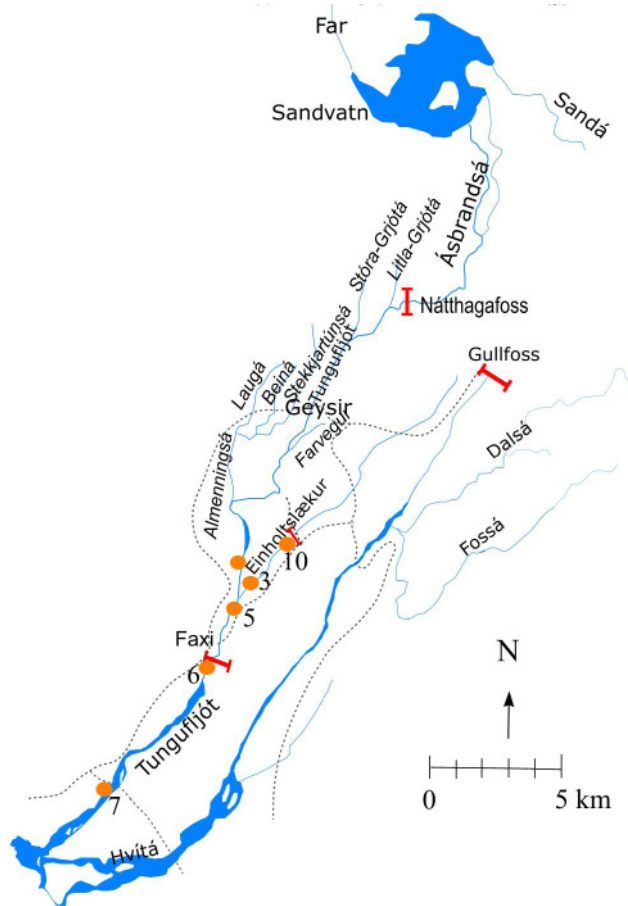 Far
Sandvatn
Sandá
Ásbrandsá
Stóra-Grjótá
Litla-Grjótá
Nátthagafoss
Gullfoss
Laugá
Beiná
Stekkjartúnsá
Tungufljót
Geysir
Farvegur
Dalsá
Almenningsá
Fossá
Einholtslækur
10
3
5
Faxi
6
N
Tungufljót
7
0 5 km
Hvítá